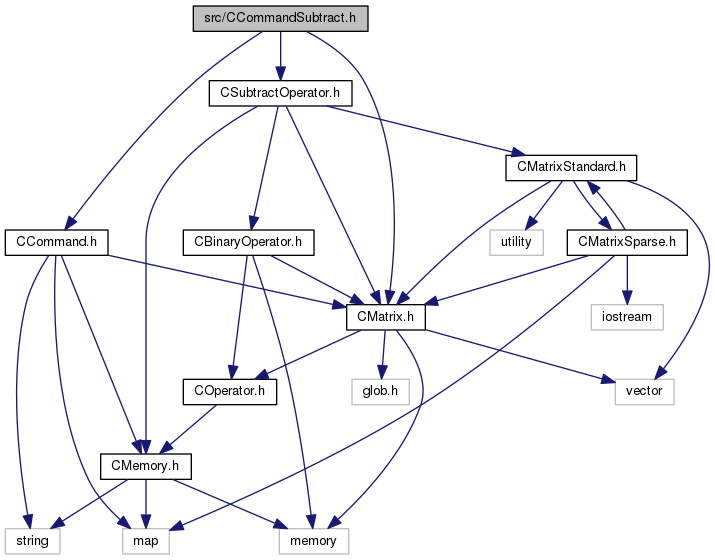 src/CCommandSubtract.h
CSubtractOperator.h
CMatrixStandard.h
CCommand.h
CBinaryOperator.h
utility
CMatrixSparse.h
CMatrix.h
iostream
COperator.h
glob.h
vector
CMemory.h
string
map
memory